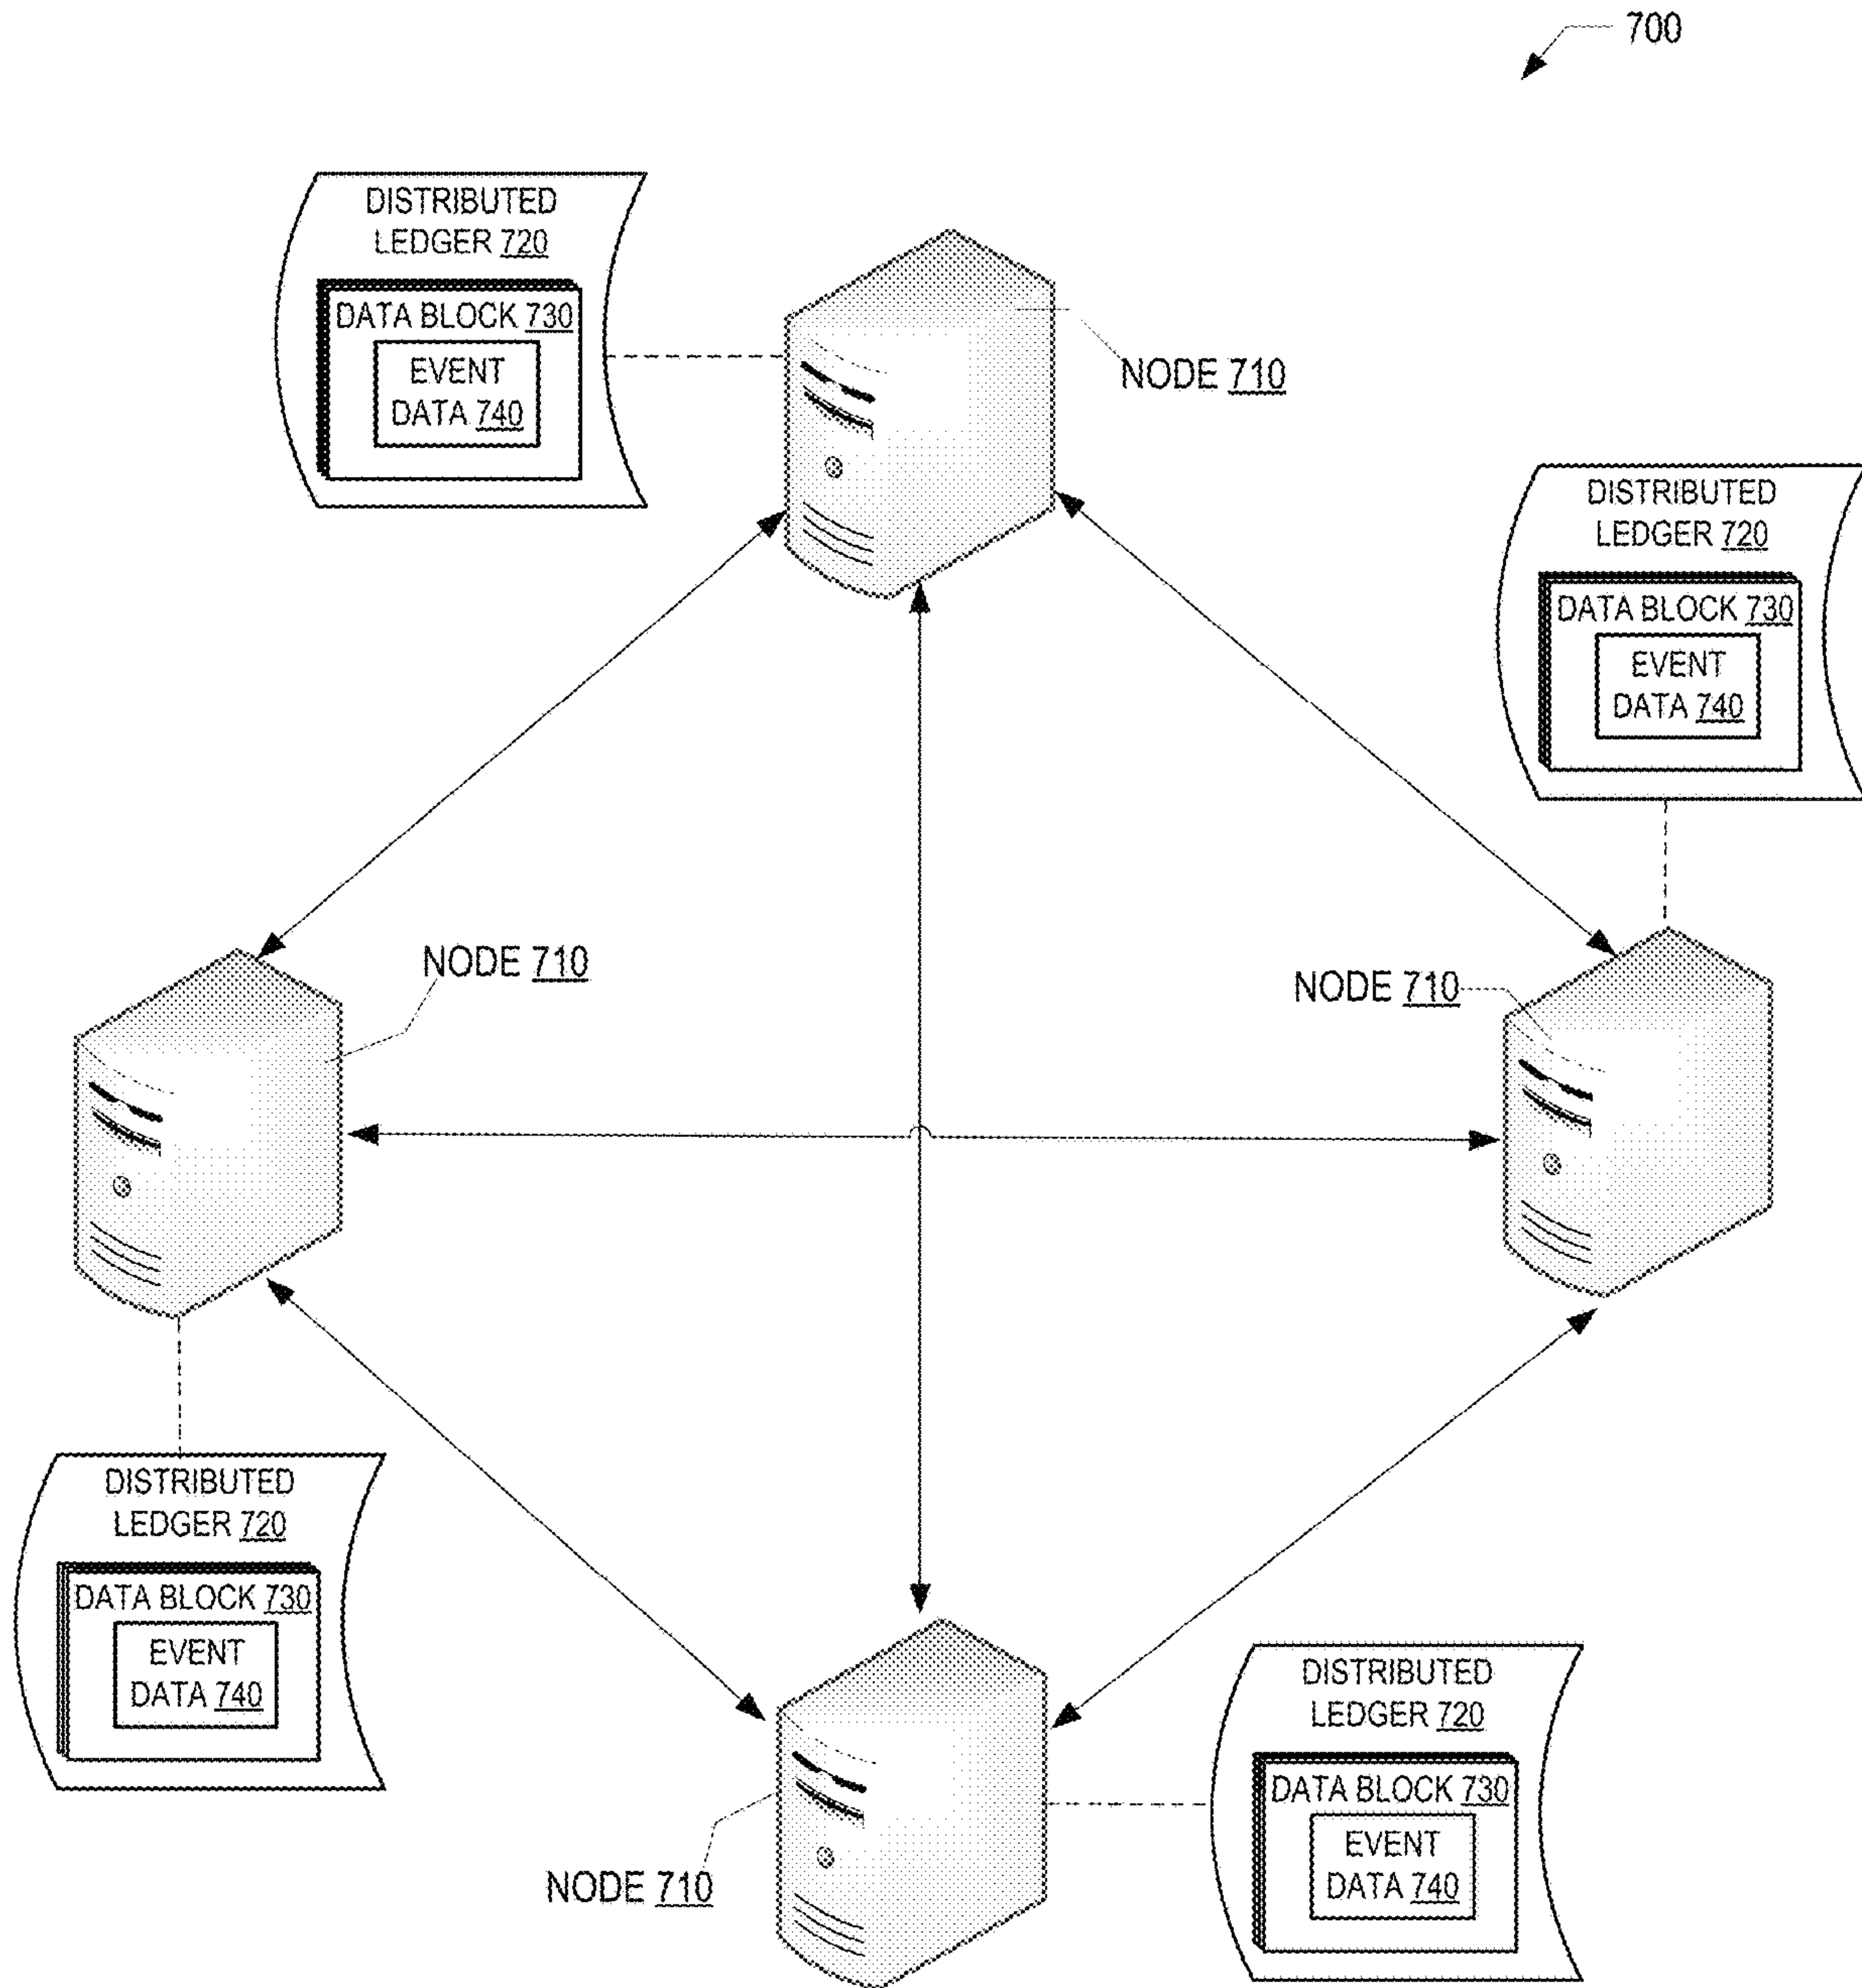 700
DISTRIBUTED
LEDGER 720
DATA BLOCK 730
EVENT
DATA 740
NODE 710
DISTRIBUTED
LEDGER 720
DATA BLOCK 730
EVENT
DATA 740
NODE 710
NODE 710
DISTRIBUTED
LEDGER 720
DATA BLOCK 730
EVENT
DATA 740
DISTRIBUTED
LEDGER 720
DATA BLOCK 730
EVENT
DATA 740
NODE 710